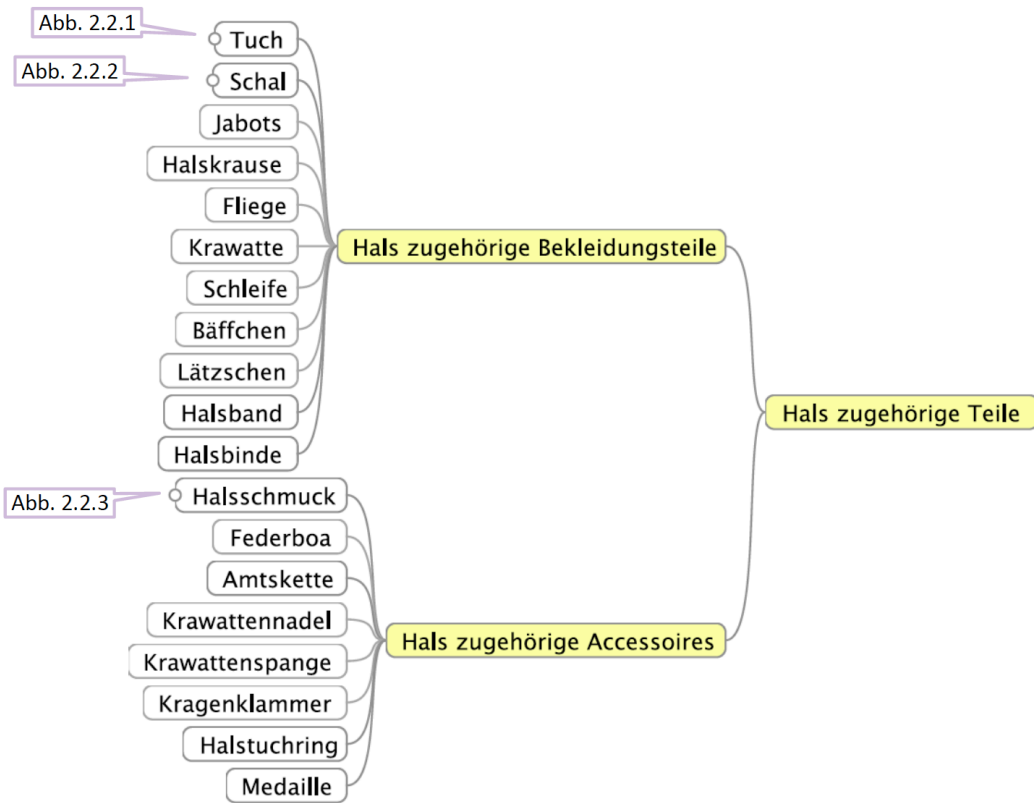 Abb. 2.2.1
Tuch
Abb. 2.2.2
Schal
Jabots
Halskrause
Fliege
Krawatte
Hals zugehörige Bekleidungsteile
Schleife
Bäffchen
Lätzschen
Halsband
Hals zugehörige Teile
Halsbinde
Abb. 2.2.3
Halsschmuck
Federboa
Amtskette
Krawattennadel
Hals zugehörige Accessoires
Krawattenspange
Kragenklammer
Halstuchring
Medaille